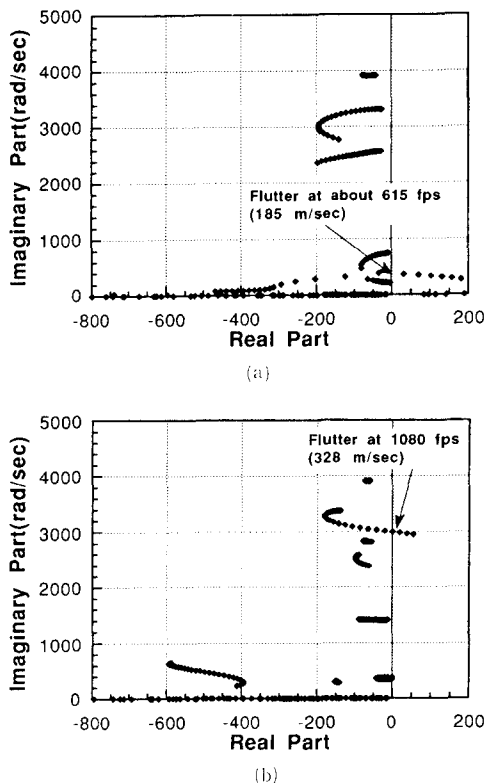 5000
4000
3000
2000
1000
0
Imaginary Part(rad/sec)
Flutter at about 615 fps
(185 m/sec)
-800 -600 -400 -200 0 200
Real Part
(a)
5000
4000
3000
2000
1000
0
Imaginary Part(rad/sec)
Flutter at 1080 fps
(328 m/sec)
-800 -600 -400 -200 0 200
Real Part
(b)